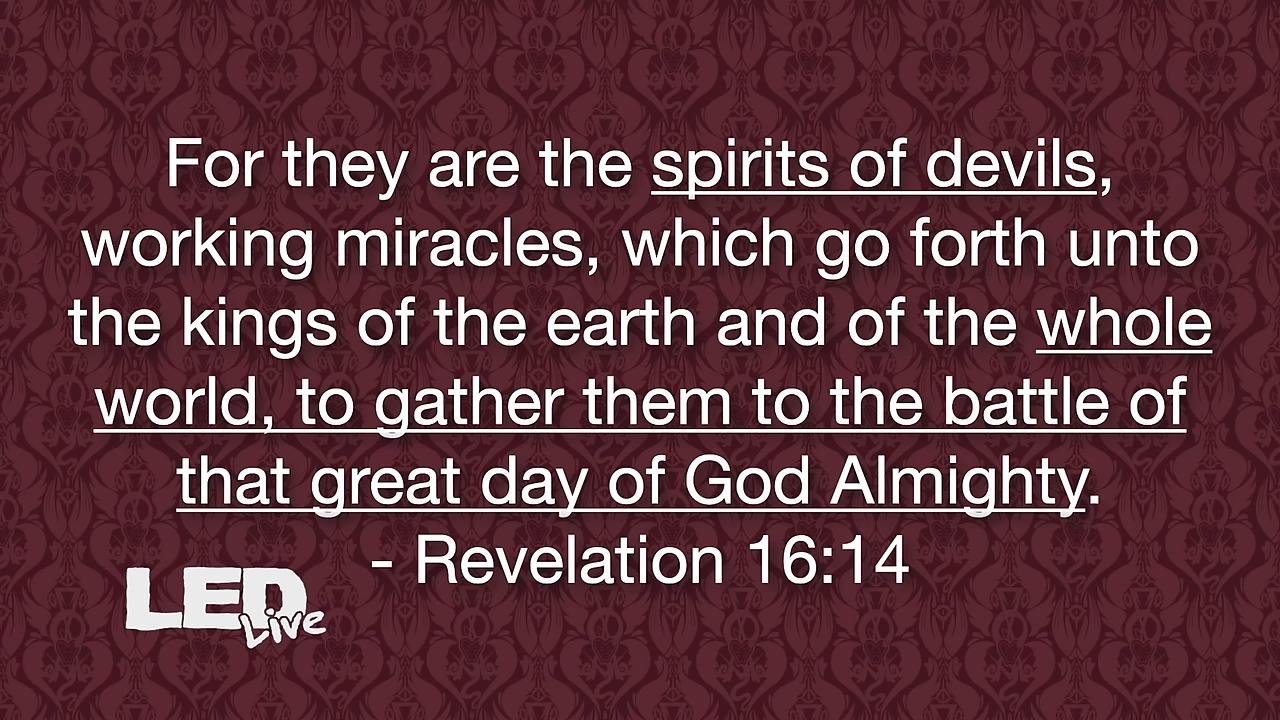 For they are the spirits of devils,
working miracles, which go forth unto
the kings of the earth and of the whole
world, to gather them to the battle of
that great day of God Almighty.
- Revelation 16:14
LED
Live